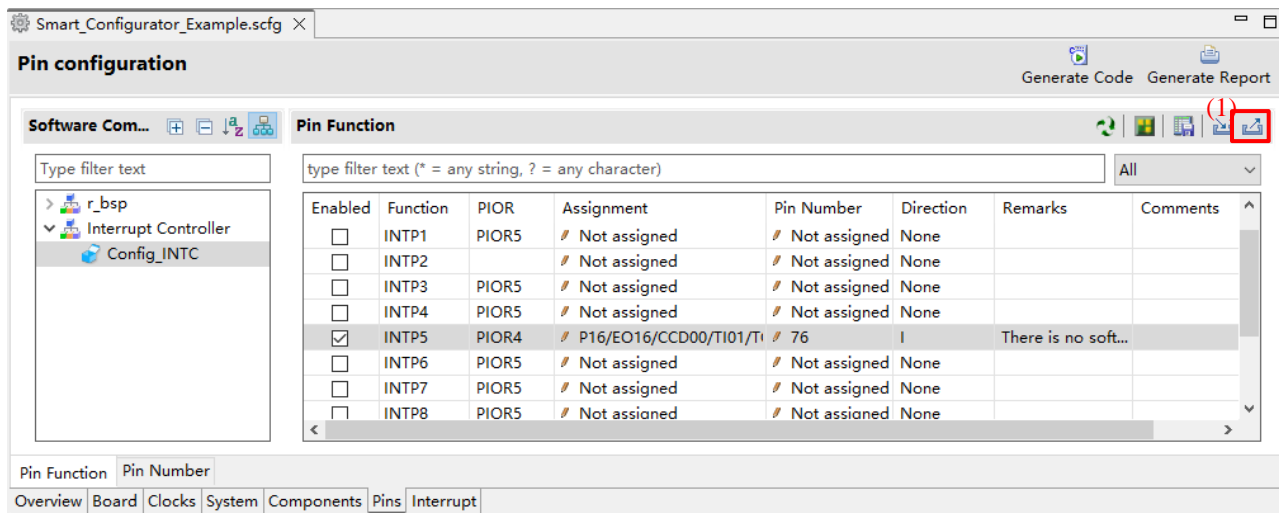 Smart_Configurator_Example.scfg
Pin configuration
Generate Code Generate Report
(1)
Software Com...
Pin Function
Type filter text
type filter text (* = any string, ? = any character)
All
r_bsp
Interrupt Controller
Config_INTC
Enabled Function PIOR Assignment Pin Number Direction Remarks Comments
INTP1 PIOR5 Not assigned Not assigned None
INTP2 Not assigned Not assigned None
INTP3 PIOR5 Not assigned Not assigned None
INTP4 PIOR5 Not assigned Not assigned None
INTP5 PIOR4 P16/EO16/CCD00/TI01/T 76 I There is no soft...
INTP6 PIOR5 Not assigned Not assigned None
INTP7 PIOR5 Not assigned Not assigned None
INTP8 PIOR5 Not assigned Not assigned None
Pin Function Pin Number
Overview Board Clocks System Components Pins Interrupt